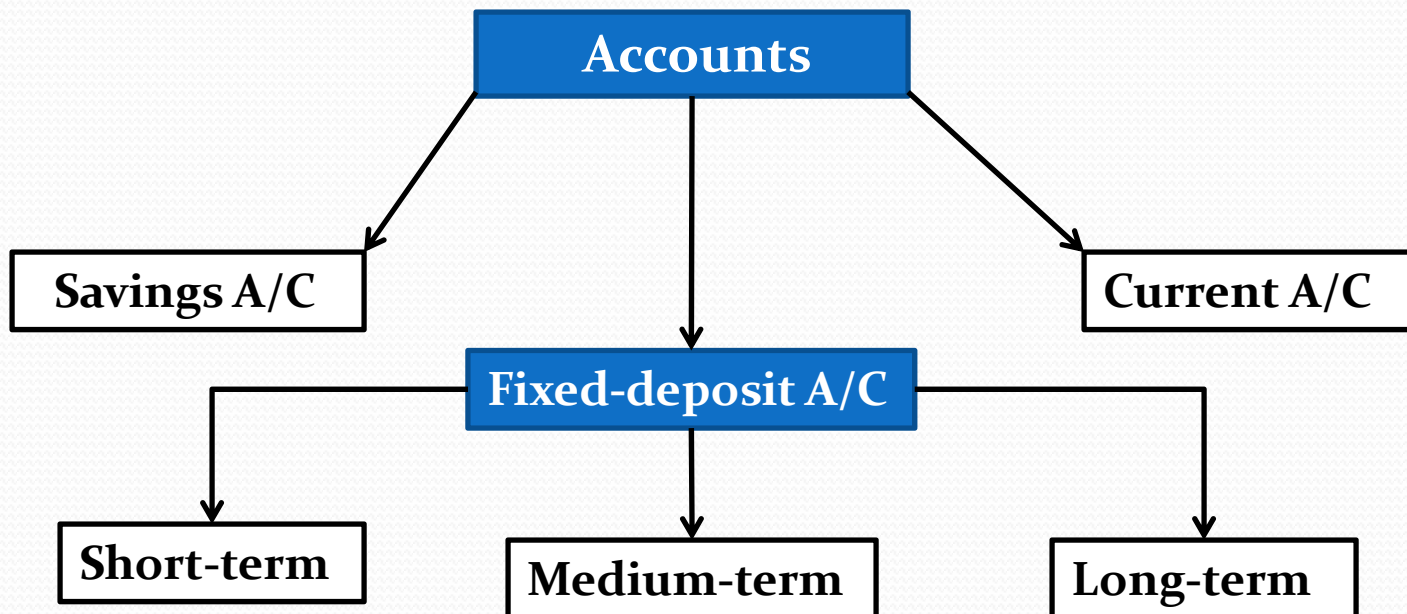 Accounts
Savings A/C
Current A/C
Fixed-deposit A/C
Short-term
Medium-term
Long-term